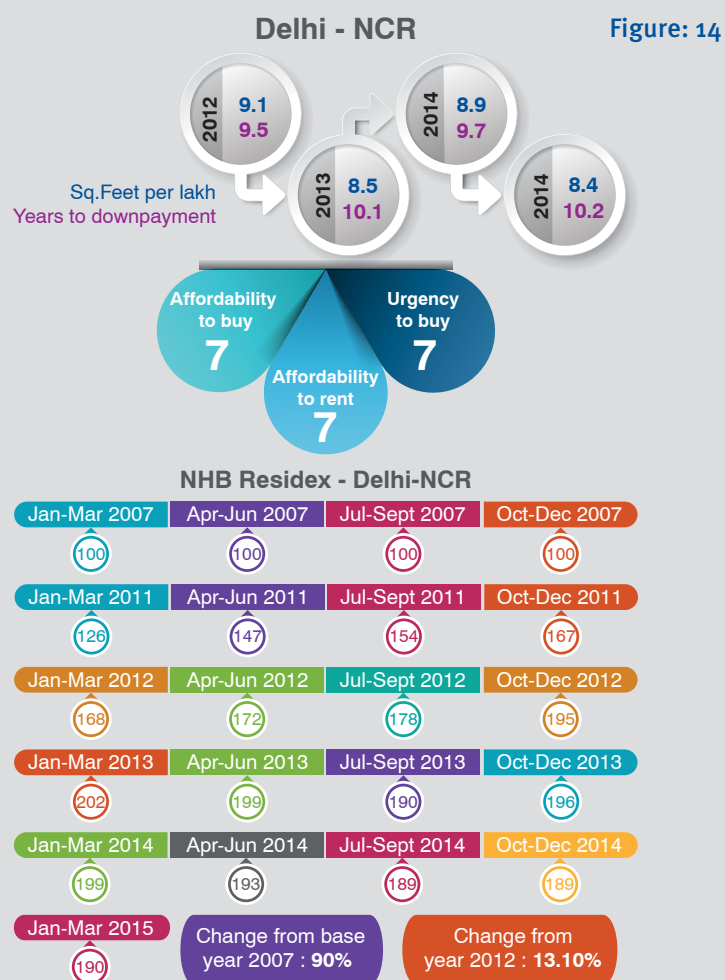 Delhi - NCR
Figure: 14
2012
9.1
9.5
2013
8.5
10.1
2014
8.9
9.7
2014
8.4
10.2
Sq.Feet per lakh
Years to downpayment
Affordability
to buy
7
Affordability
to rent
7
Urgency
to buy
7
NHB Residex - Delhi-NCR
Jan-Mar 2007 Apr-Jun 2007 Jul-Sept 2007 Oct-Dec 2007
100 100 100 100
Jan-Mar 2011 Apr-Jun 2011 Jul-Sept 2011 Oct-Dec 2011
126 147 154 167
Jan-Mar 2012 Apr-Jun 2012 Jul-Sept 2012 Oct-Dec 2012
168 172 178 195
Jan-Mar 2013 Apr-Jun 2013 Jul-Sept 2013 Oct-Dec 2013
202 199 190 196
Jan-Mar 2014 Apr-Jun 2014 Jul-Sept 2014 Oct-Dec 2014
199 193 189 189
Jan-Mar 2015
190
Change from base
year 2007 : 90%
Change from
year 2012 : 13.10%